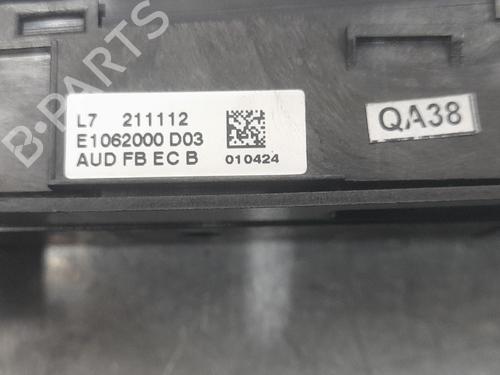 B-PARTS
L7 211112
E1062000 D03
AUD FB EC B 010424
QA38